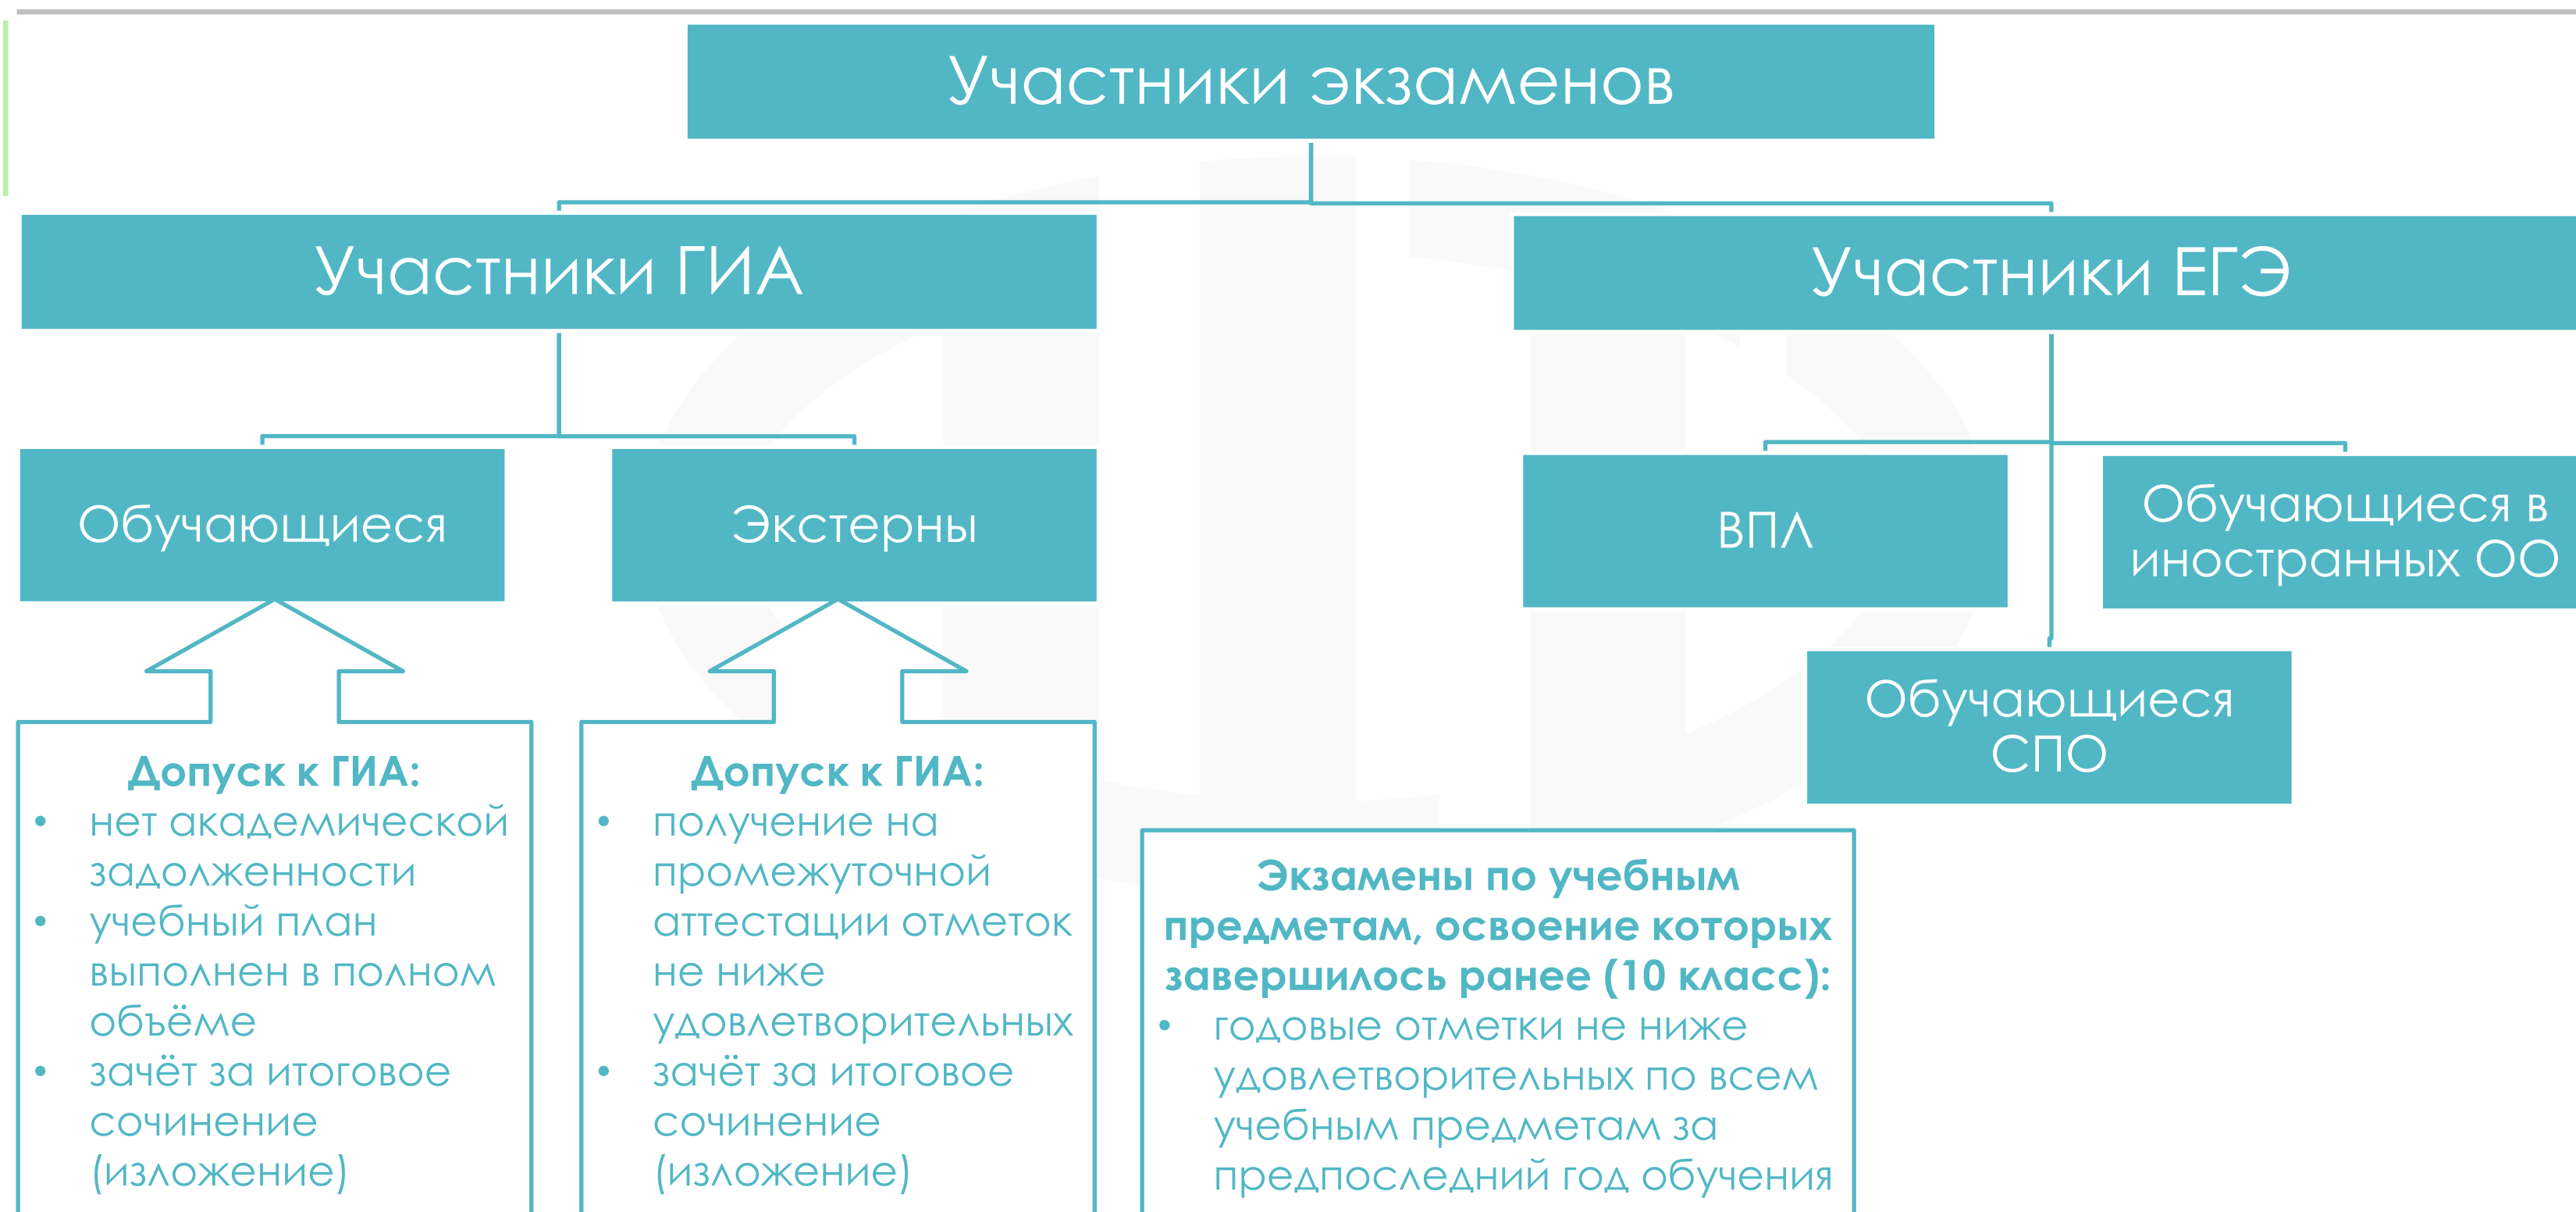 Участники экзаменов
Участники ГИА
Участники ЕГЭ
Обучающиеся
Экстерны
ВПЛ
Обучающиеся в
иностранных ОО
Обучающиеся
СПО
Допуск к ГИА:
• нет академической
задолженности
• учебный план
выполнен в полном
объёме
• зачёт за итоговое
сочинение
(изложение)
Допуск к ГИА:
• получение на
промежуточной
аттестации отметок
не ниже
удовлетворительных
• зачёт за итоговое
сочинение
(изложение)
Экзамены по учебным
предметам, освоение которых
завершилось ранее (10 класс):
• годовые отметки не ниже
удовлетворительных по всем
учебным предметам за
предпоследний год обучения